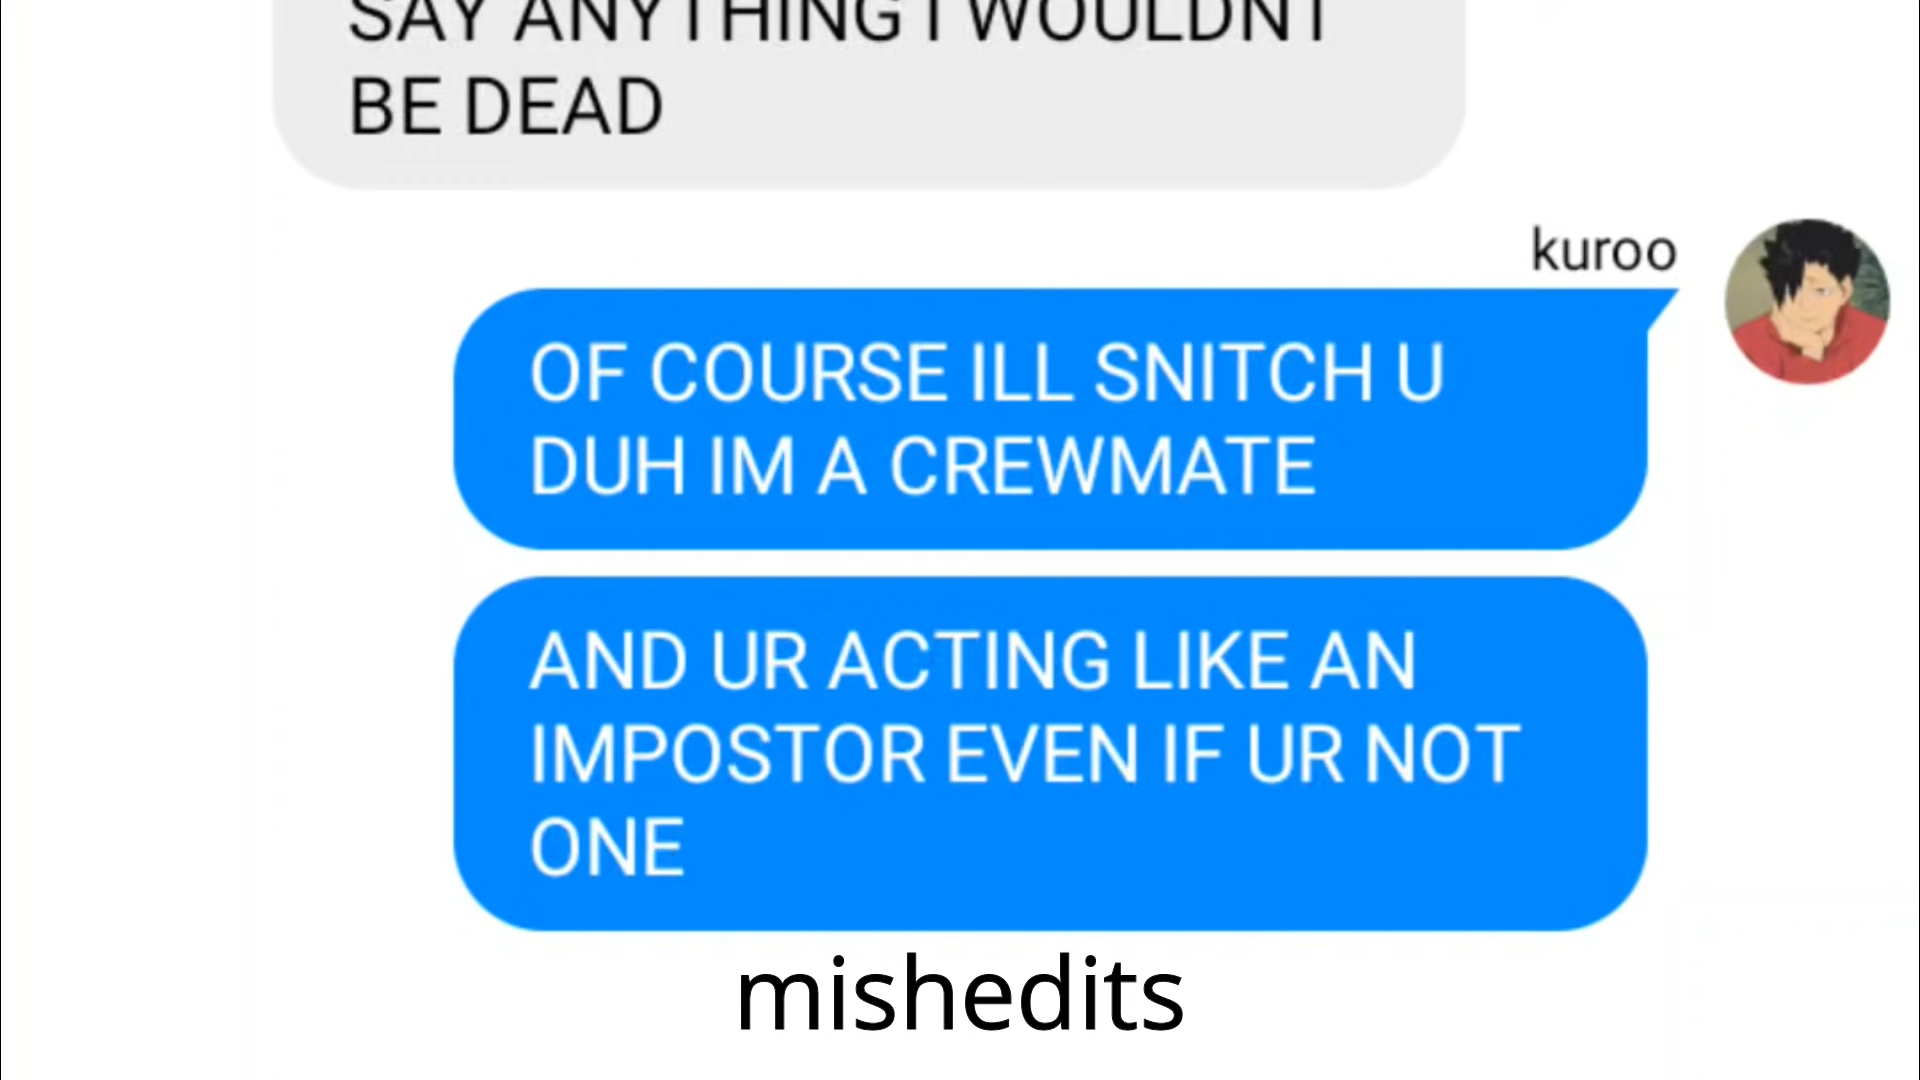 SAY ANYTHING I WOULDNT
BE DEAD
kuroo
OF COURSE ILL SNITCH U
DUH IM A CREWMATE
AND UR ACTING LIKE AN
IMPOSTOR EVEN IF UR NOT
ONE
mishedits